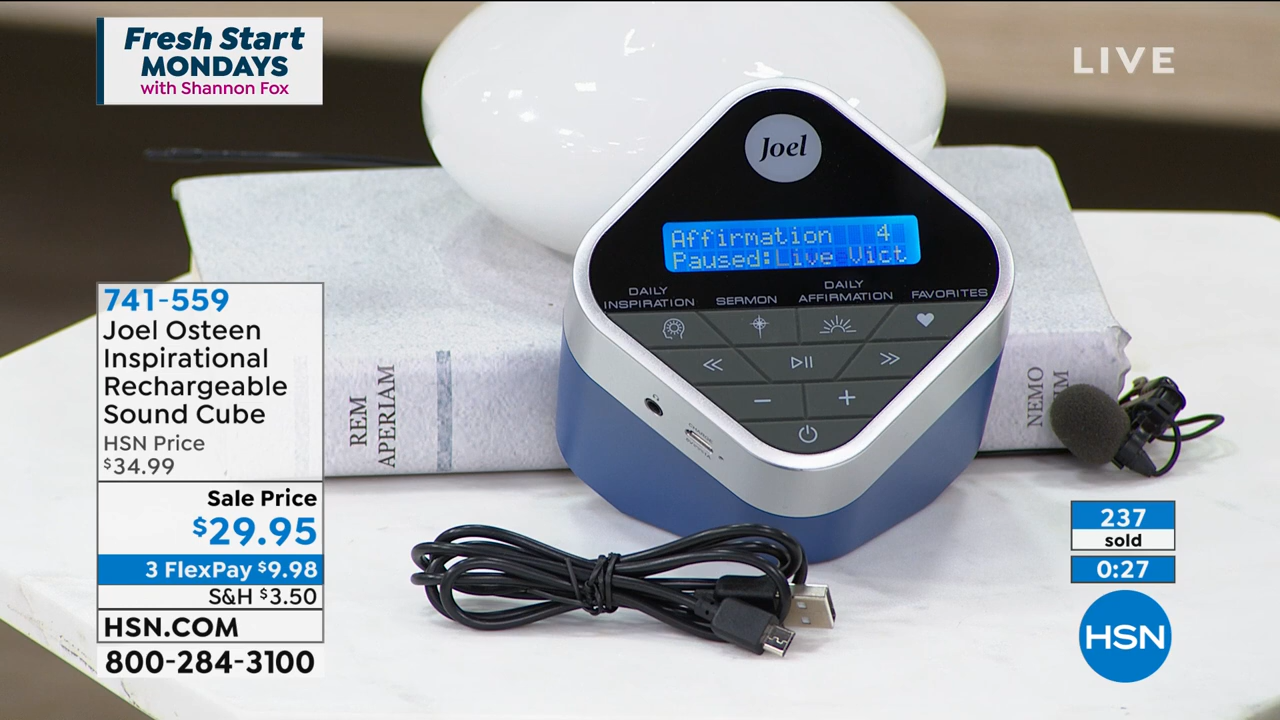 Fresh Start
MONDAYS
with Shannon Fox
LIVE
Joel
Affirmation 4
Paused: Live Vict
DAILY
INSPIRATION
SERMON
DAILY
AFFIRMATION
FAVORITES
REM
APERIAM
NEMO
741-559
Joel Osteen
Inspirational
Rechargeable
Sound Cube
HSN Price
$34.99
Sale Price
$29.95
3 FlexPay $9.98
S&H $3.50
HSN.COM
800-284-3100
237
sold
0:27
HSN